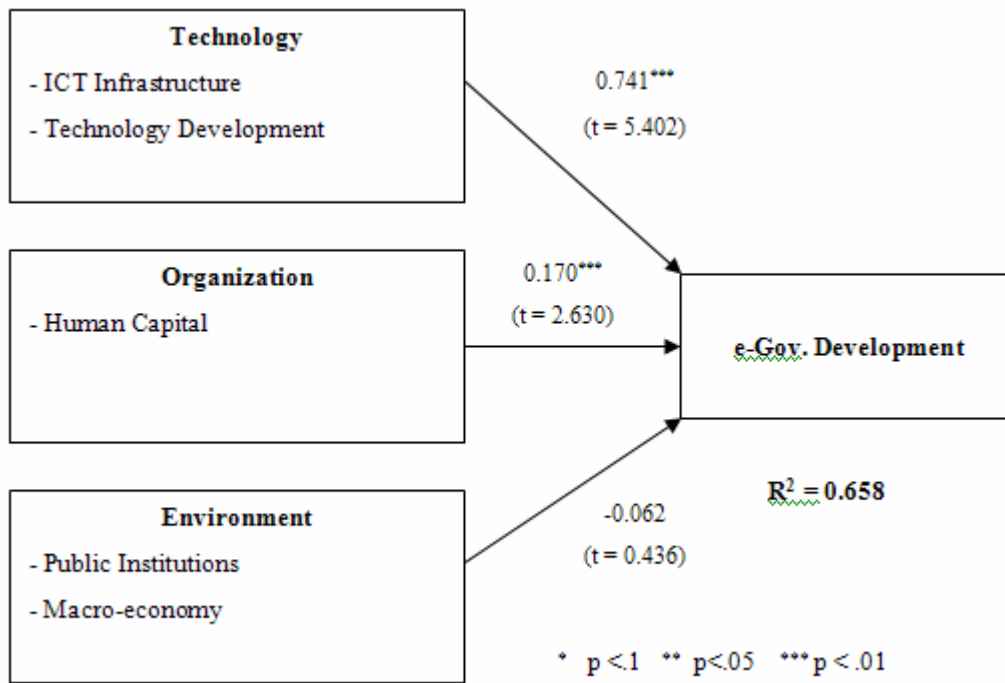 Technology
- ICT Infrastructure
- Technology Development
0.741***
(t = 5.402)
Organization
- Human Capital
0.170***
(t = 2.630)
e-Gov. Development
R² = 0.658
Environment
- Public Institutions
- Macro-economy
-0.062
(t = 0.436)
* p <.1 ** p<.05 *** p < .01